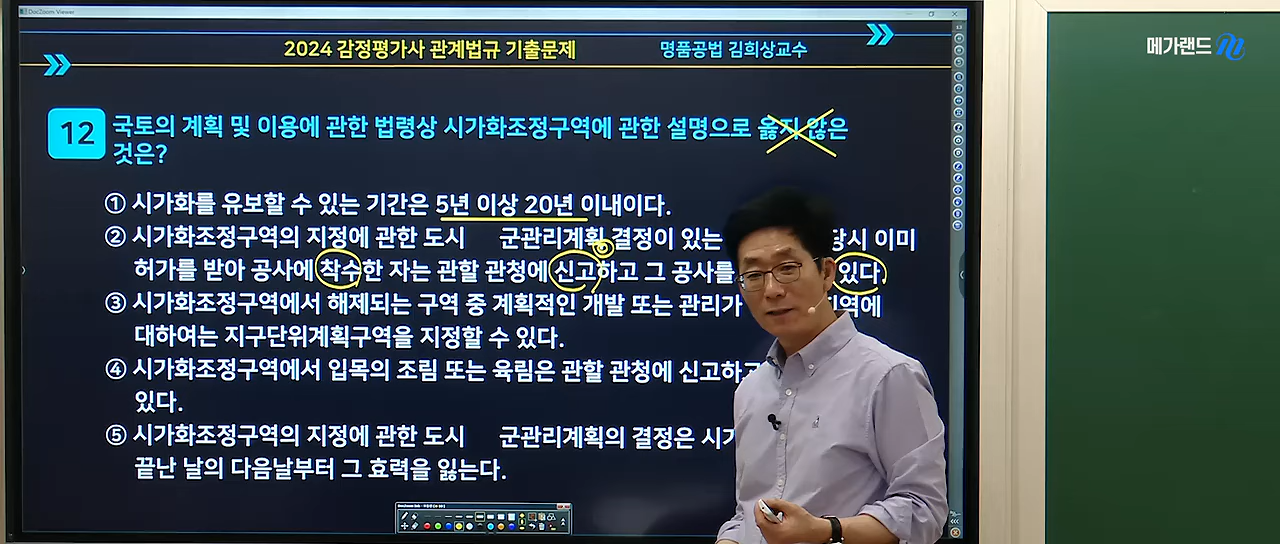 DocZoom Viewer
2024 감정평가사 관계법규 기출문제
명품공법 김희상교수
메가랜드
12 국토의 계획 및 이용에 관한 법령상 시가화조정구역에 관한 설명으로 옳지 않은
것은?
① 시가화를 유보할 수 있는 기간은 5년 이상 20년 이내이다.
② 시가화조정구역의 지정에 관한 도시 군관리계획 결정이 있는 당시 이미
허가를 받아 공사에 착수한 자는 관할 관청에 신고하고 그 공사를 있다.
③ 시가화조정구역에서 해제되는 구역 중 계획적인 개발 또는 관리가 지역에
대하여는 지구단위계획구역을 지정할 수 있다.
④ 시가화조정구역에서 입목의 조림 또는 육림은 관할 관청에 신고하고
있다.
⑤ 시가화조정구역의 지정에 관한 도시 군관리계획의 결정은 시가
끝난 날의 다음날부터 그 효력을 잃는다.